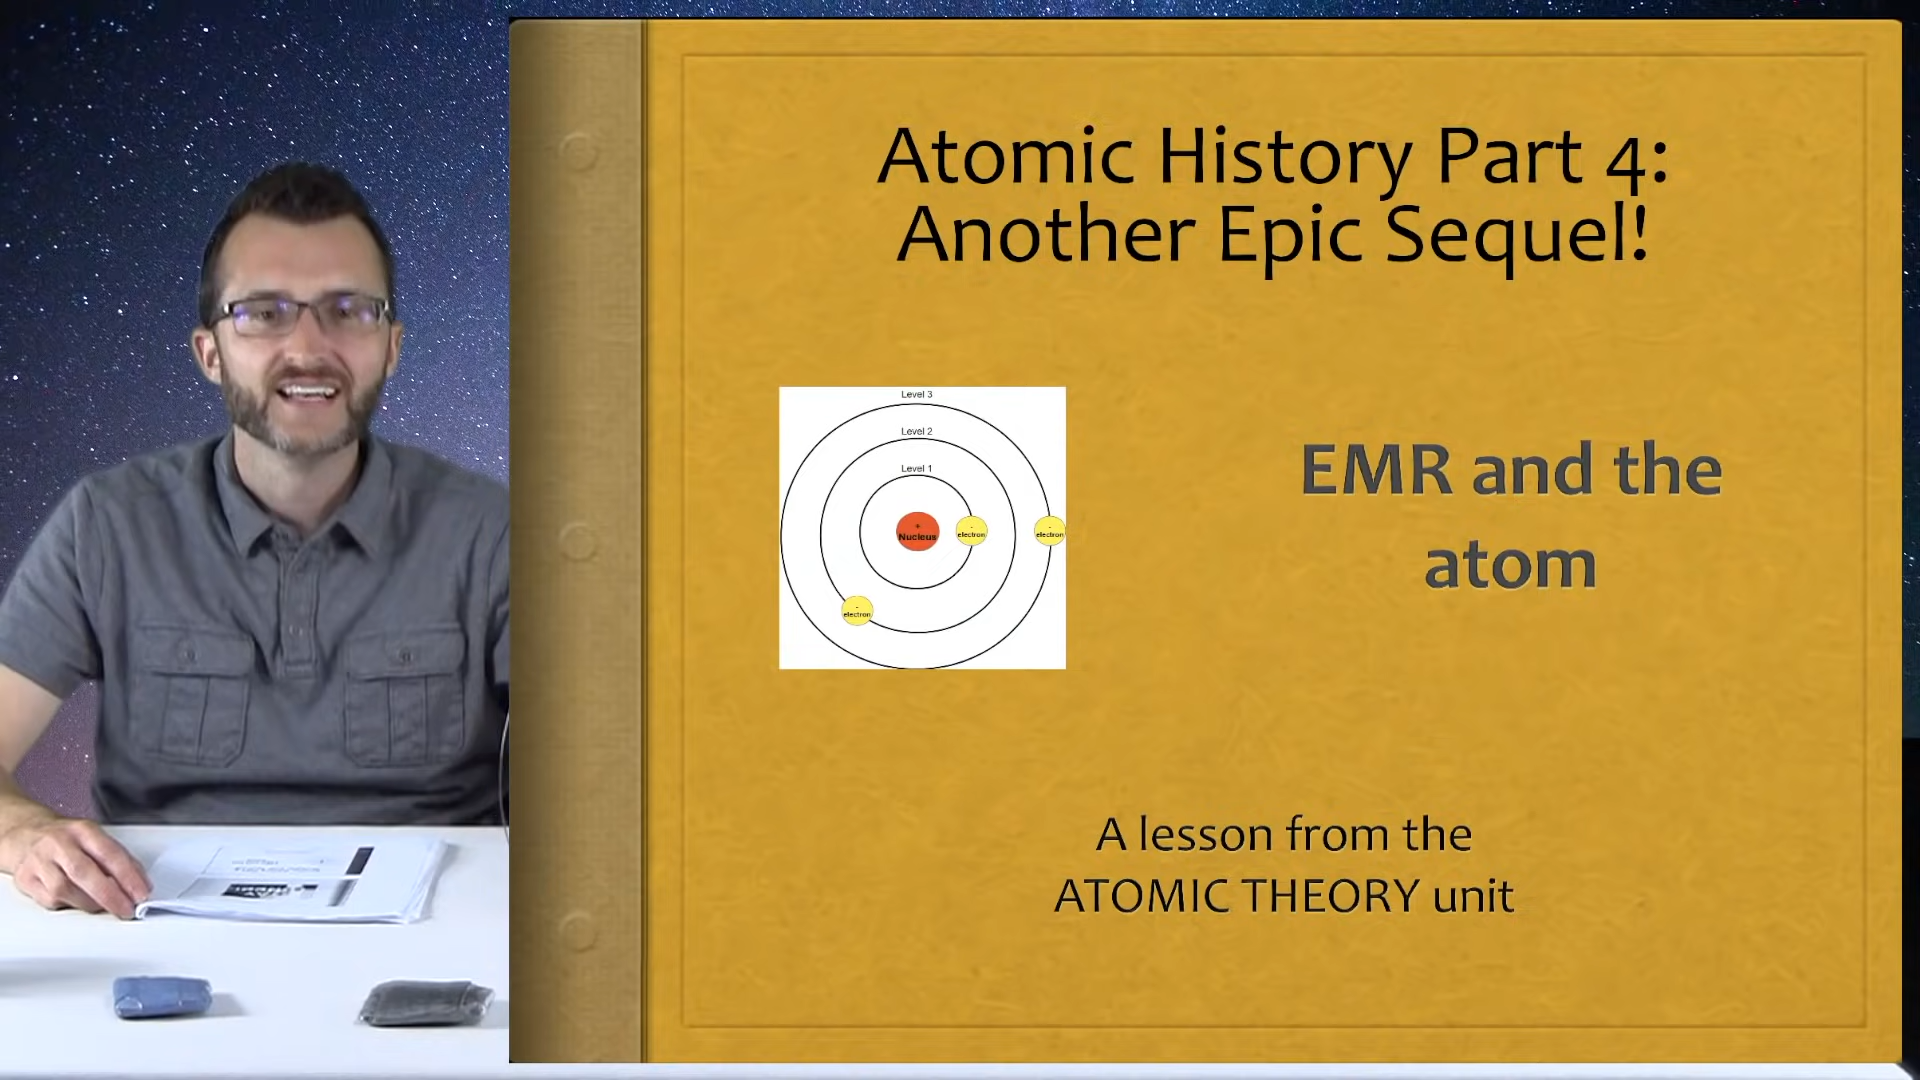 Atomic History Part 4:
Another Epic Sequel!
Level 3
Level 2
Level 1
+
Nucleus
-
electron
-
electron
-
electron
EMR and the
atom
A lesson from the
ATOMIC THEORY unit